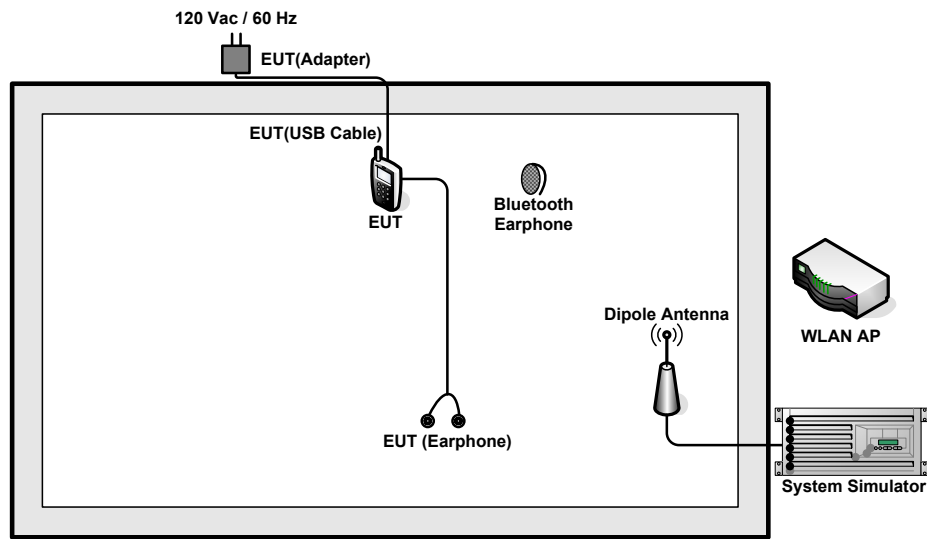 120 Vac / 60 Hz
EUT(Adapter)
EUT(USB Cable)
EUT
Bluetooth
Earphone
Dipole Antenna
WLAN AP
EUT (Earphone)
System Simulator